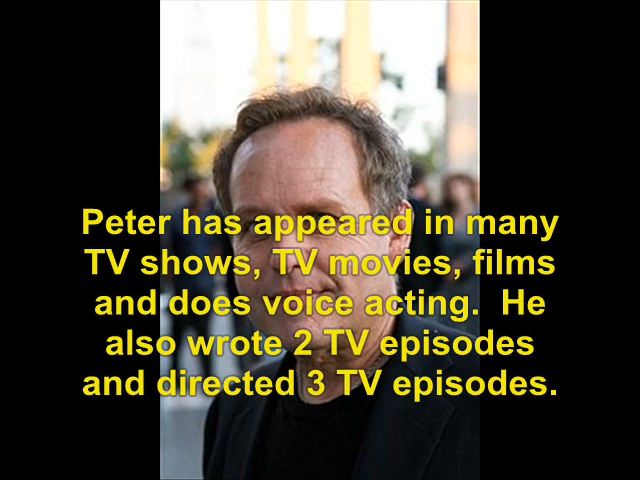 Peter has appeared in many
TV shows, TV movies, films
and does voice acting.  He
also wrote 2 TV episodes
and directed 3 TV episodes.